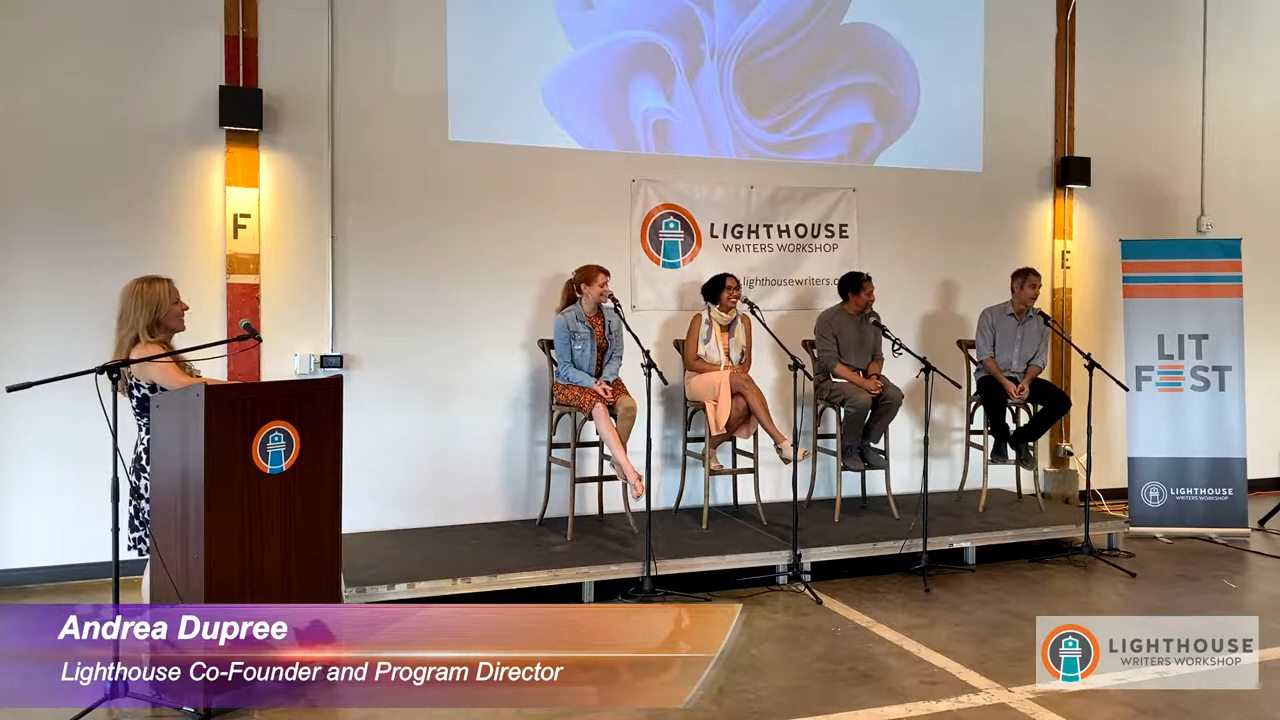 F
E
LIGHTHOUSE
WRITERS WORKSHOP
.lighthousewriters.c
LIT
FEST
LIGHTHOUSE
WRITERS WORKSHOP
Andrea Dupree
Lighthouse Co-Founder and Program Director
LIGHTHOUSE
WRITERS WORKSHOP